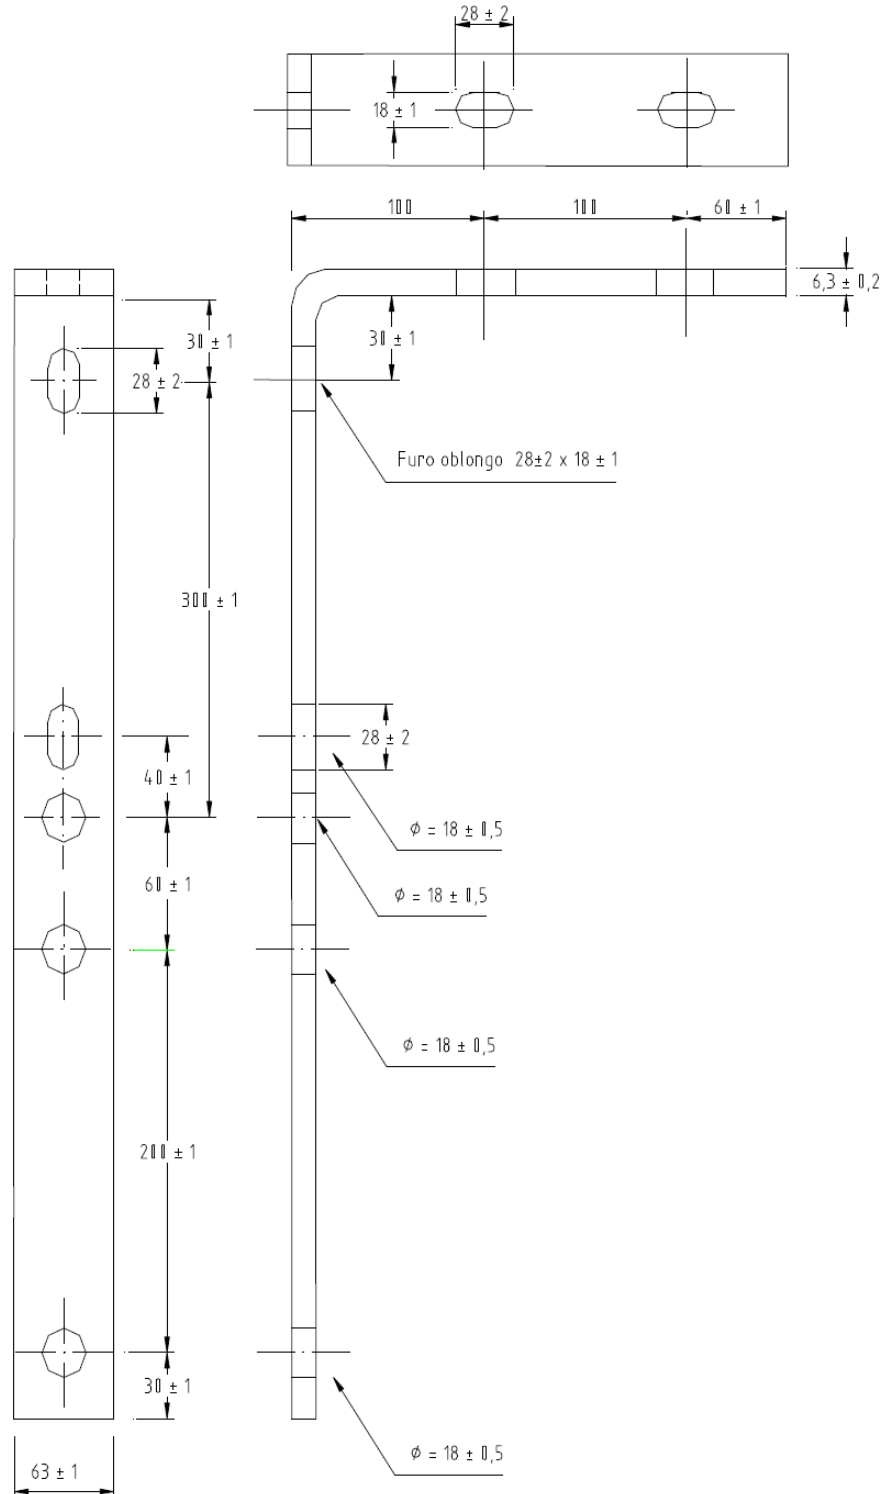 28 ± 2
18 ± 1
100
100
60 ± 1
6,3 ± 0,2
30 ± 1
30 ± 1
28 ± 2
Furo oblongo 28±2 x 18 ± 1
300 ± 1
28 ± 2
40 ± 1
ϕ = 18 ± 0,5
60 ± 1
ϕ = 18 ± 0,5
ϕ = 18 ± 0,5
200 ± 1
30 ± 1
ϕ = 18 ± 0,5
63 ± 1